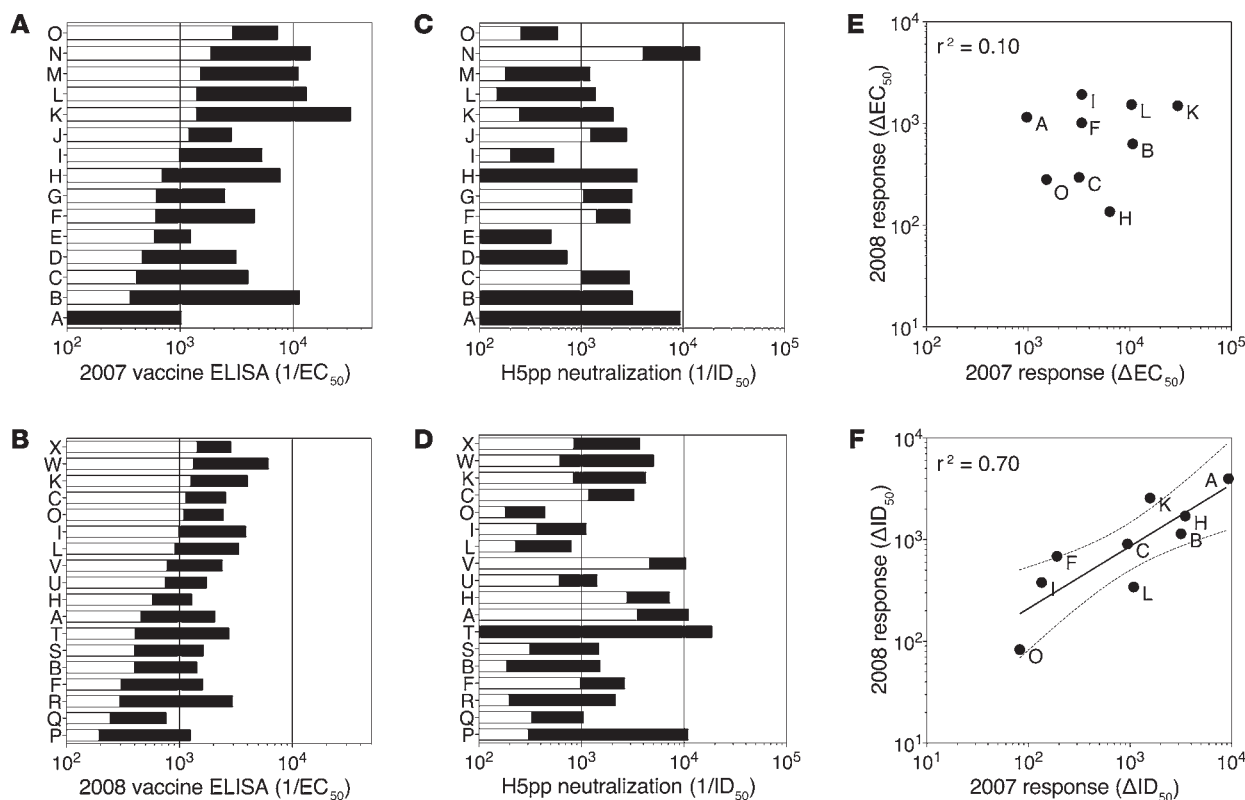 A
O
N
M
L
K
J
I
H
G
F
E
D
C
B
A
10² 10³ 10⁴
2007 vaccine ELISA (1/EC₅₀)
C
O
N
M
L
K
J
I
H
G
F
E
D
C
B
A
10² 10³ 10⁴ 10⁵
H5pp neutralization (1/ID₅₀)
E
r² = 0.10
2008 response (ΔEC₅₀)
10⁴
10³
10²
10¹
A
I
F
L
K
B
O
C
H
10² 10³ 10⁴ 10⁵
2007 response (ΔEC₅₀)
B
X
W
K
C
O
I
L
V
U
H
A
T
S
B
F
R
Q
P
10² 10³ 10⁴
2008 vaccine ELISA (1/EC₅₀)
D
X
W
K
C
O
I
L
V
U
H
A
T
S
B
F
R
Q
P
10² 10³ 10⁴ 10⁵
H5pp neutralization (1/ID₅₀)
F
r² = 0.70
2008 response (ΔID₅₀)
10⁴
10³
10²
10¹
A
K
H
B
C
F
I
L
O
10¹ 10² 10³ 10⁴
2007 response (ΔID₅₀)